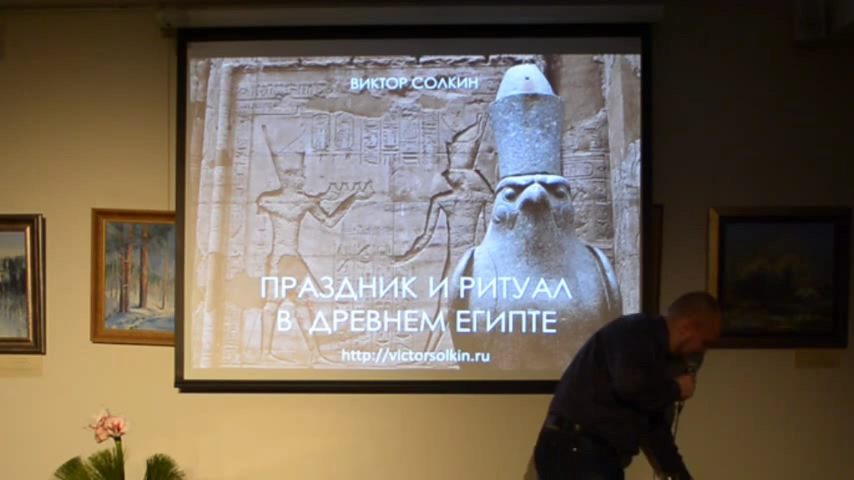 ВИКТОР СОЛКИН
ПРАЗДНИК И РИТУАЛ
В ДРЕВНЕМ ЕГИПТЕ
http://victorsolkin.ru